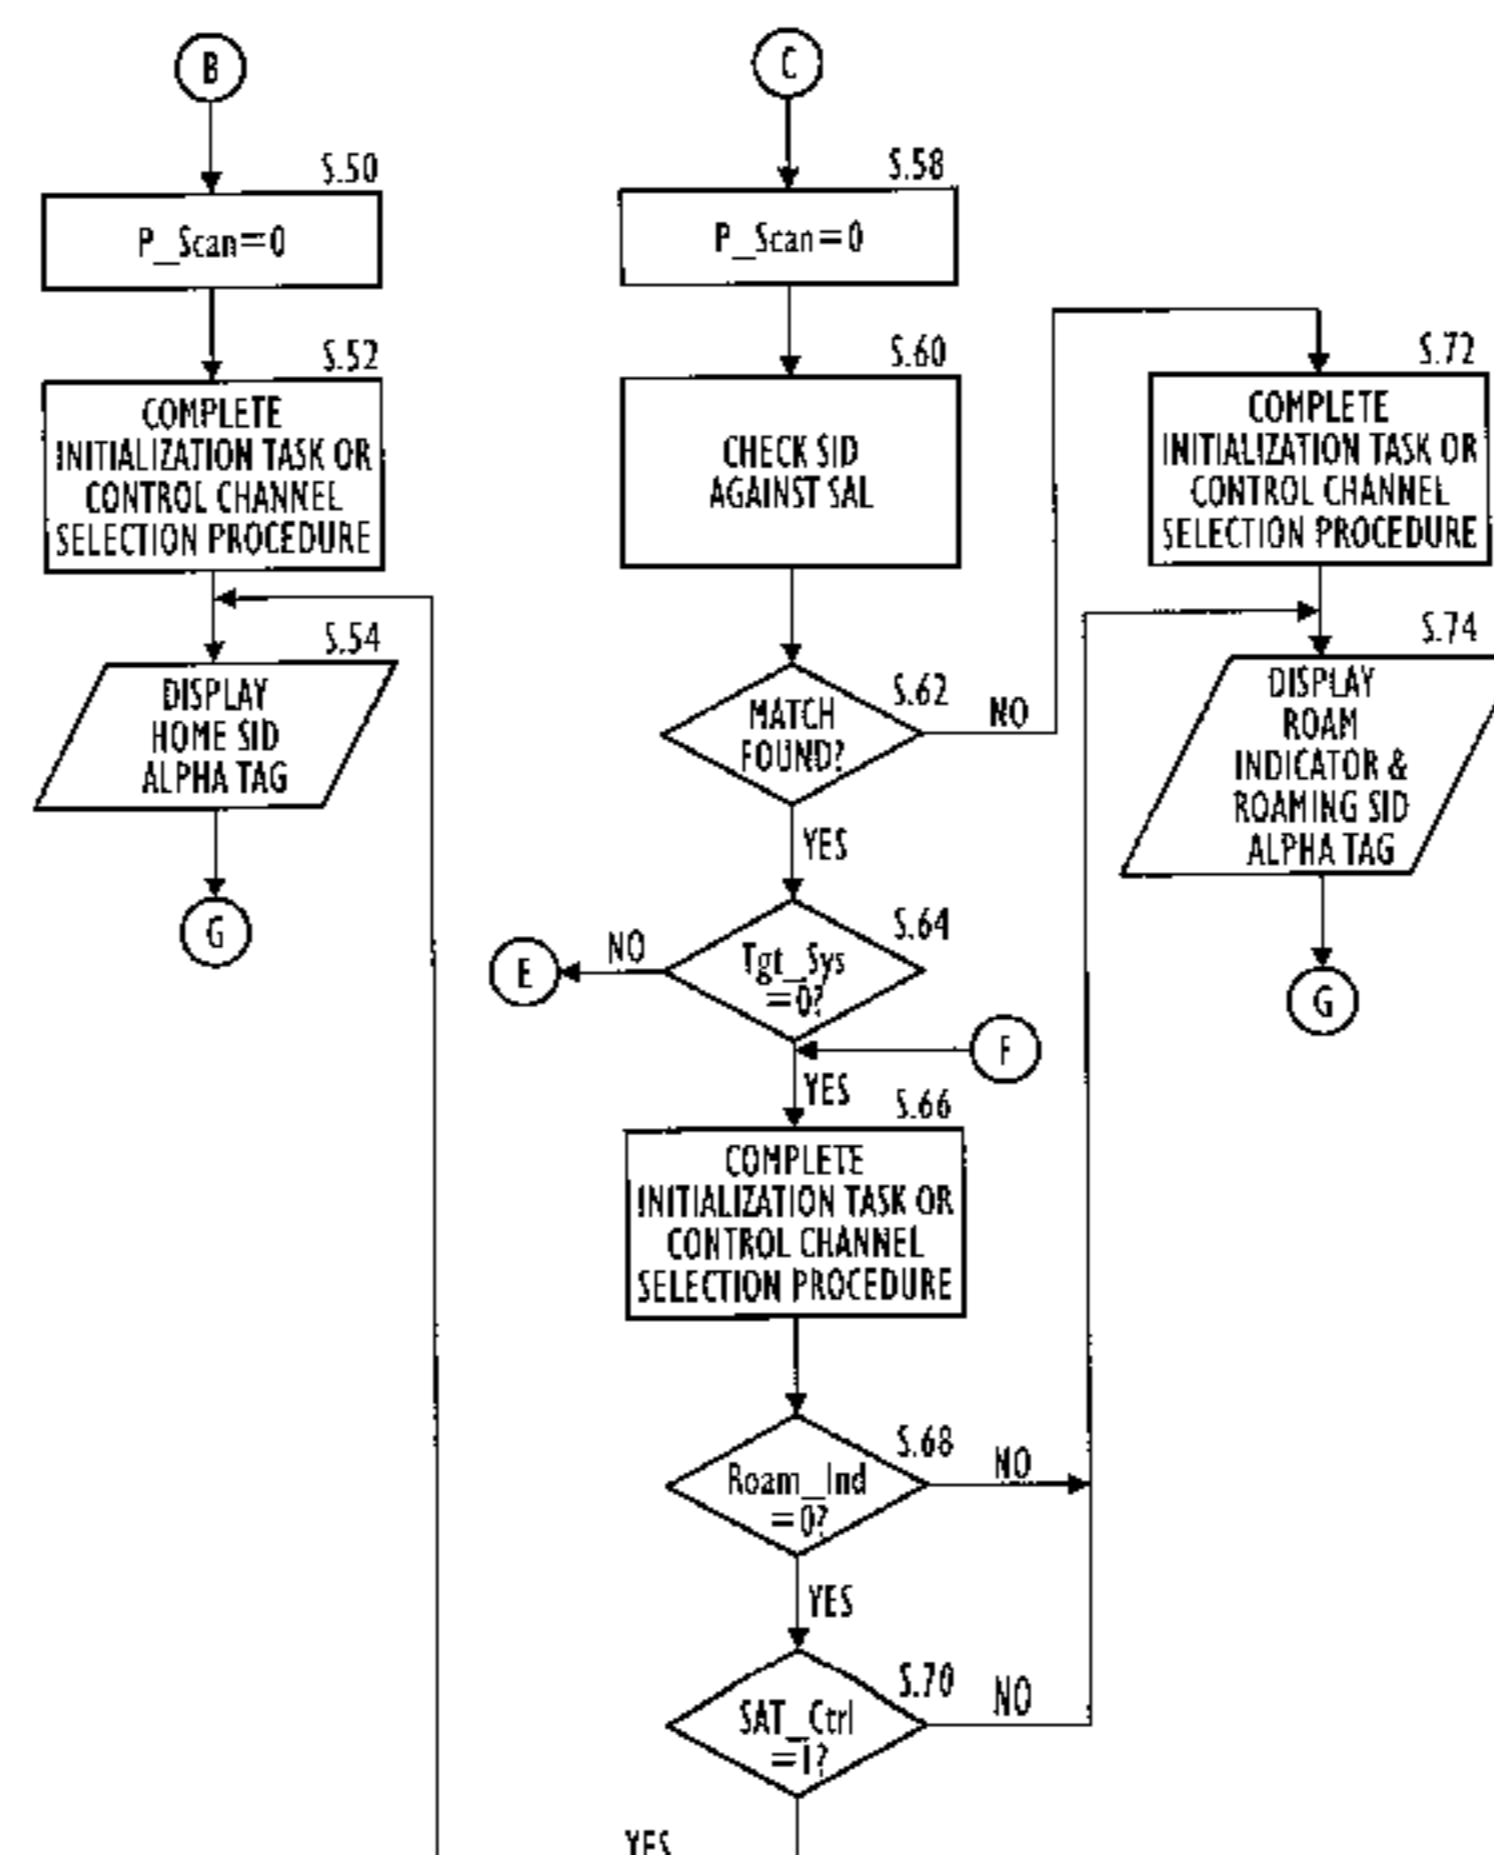 B
S.50
P_Scan=0
S.52
COMPLETE
INITIALIZATION TASK OR
CONTROL CHANNEL
SELECTION PROCEDURE
S.54
DISPLAY
HOME SID
ALPHA TAG
G
C
S.58
P_Scan=0
S.60
CHECK SID
AGAINST SAL
S.62
MATCH
FOUND?
NO
YES
S.64
Tgt_Sys
=0?
NO
E
F
YES
S.66
COMPLETE
INITIALIZATION TASK OR
CONTROL CHANNEL
SELECTION PROCEDURE
S.68
Roam_Ind
=0?
NO
YES
S.70
SAT_Ctrl
=1?
NO
YES
S.72
COMPLETE
INITIALIZATION TASK OR
CONTROL CHANNEL
SELECTION PROCEDURE
S.74
DISPLAY
ROAM
INDICATOR &
ROAMING SID
ALPHA TAG
G